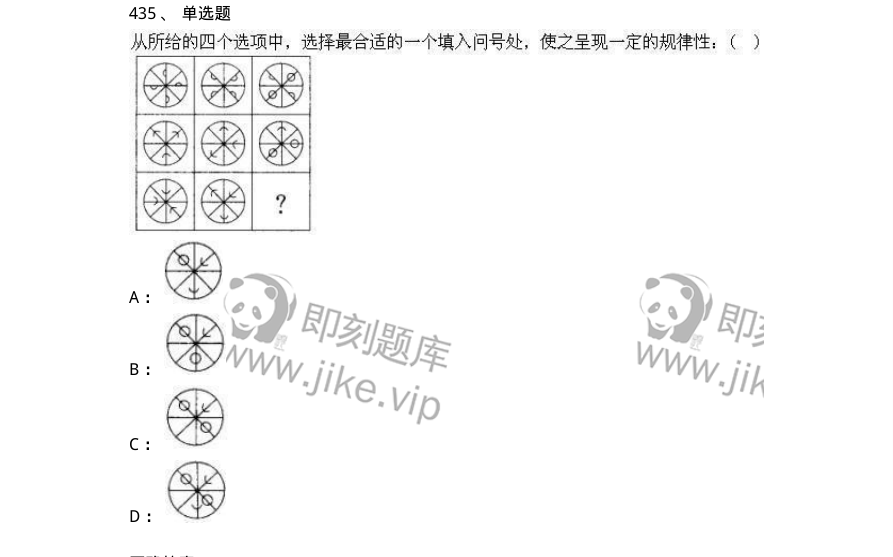 435 、 单选题
从所给的四个选项中，选择最合适的一个填入问号处，使之呈现一定的规律性：（ ）
?
A：
B：
C：
D：
即刻题库
www.jike.vip
即刻
www.ji